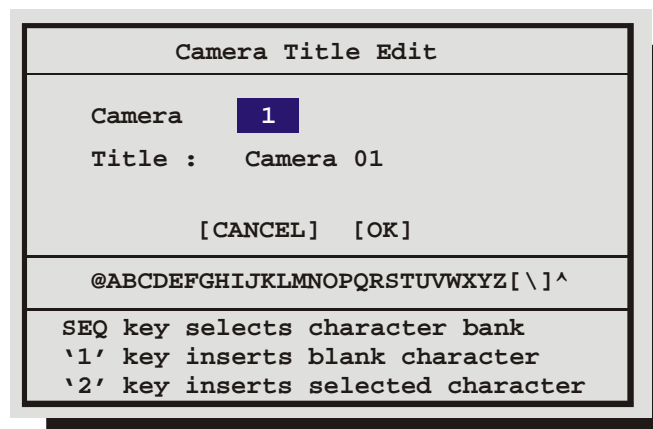 Camera Title Edit
Camera 1
Title : Camera 01
[CANCEL] [OK]
@ABCDEFGHIJKLMNOPQRSTUVWXYZ[\]^
SEQ key selects character bank
‘1’ key inserts blank character
‘2’ key inserts selected character